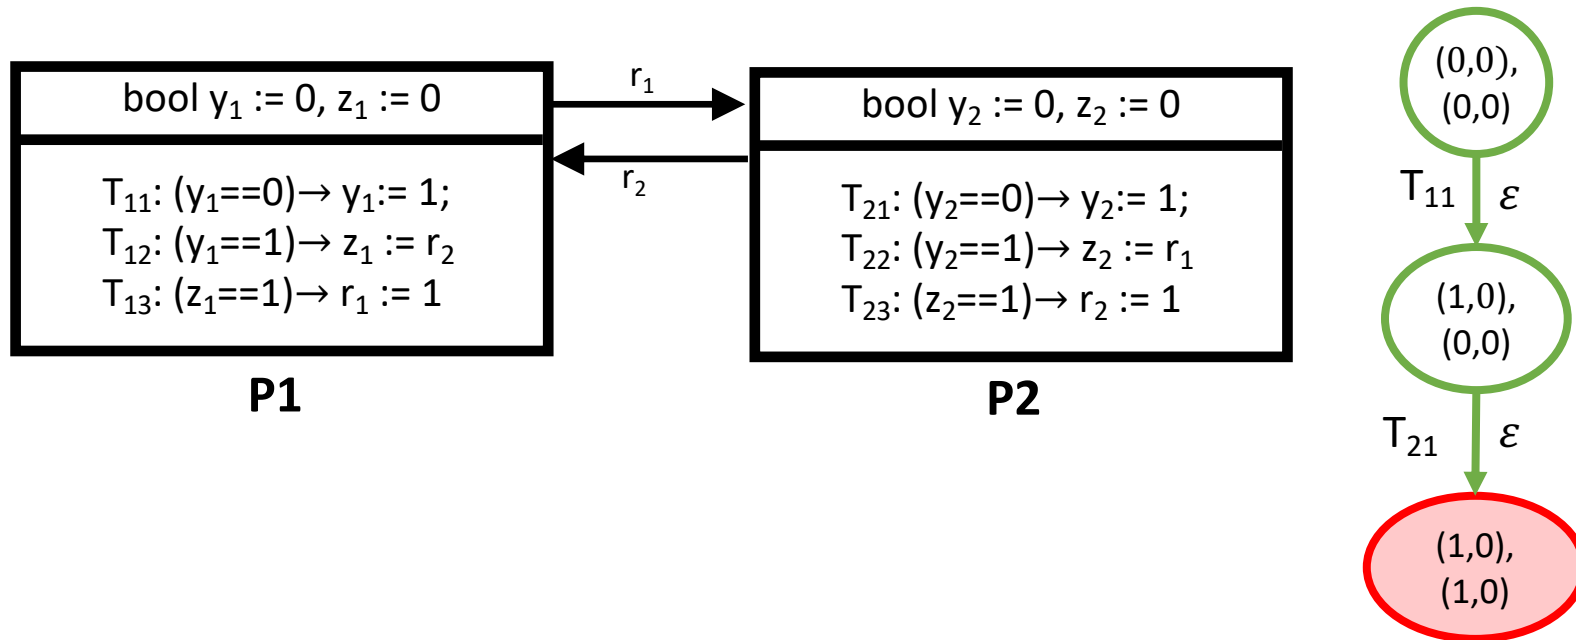 bool y₁ := 0, z₁ := 0
T₁₁: (y₁==0)→ y₁:= 1;
T₁₂: (y₁==1)→ z₁ := r₂
T₁₃: (z₁==1)→ r₁ := 1
P1
r₁
r₂
bool y₂ := 0, z₂ := 0
T₂₁: (y₂==0)→ y₂:= 1;
T₂₂: (y₂==1)→ z₂ := r₁
T₂₃: (z₂==1)→ r₂ := 1
P2
(0,0),
(0,0)
T₁₁ ε
(1,0),
(0,0)
T₂₁ ε
(1,0),
(1,0)